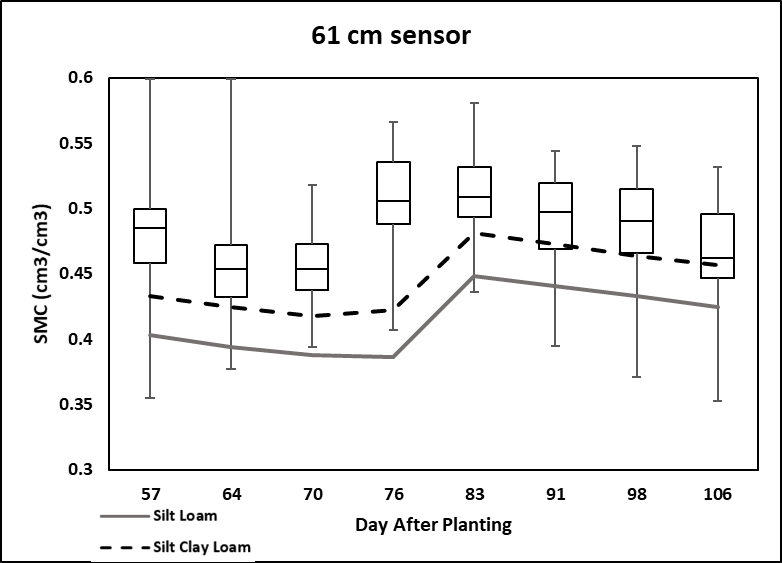 61 cm sensor
0.6
0.55
0.5
0.45
0.4
0.35
0.3
SMC (cm3/cm3)
57 64 70 76 83 91 98 106
Day After Planting
Silt Loam
Silt Clay Loam